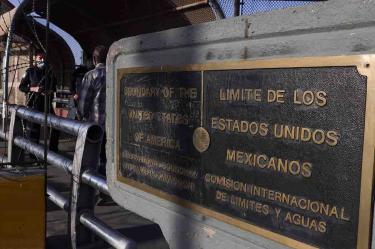 BOUNDARY OF THE
UNITED STATES
OF AMERICA
LIMITE DE LOS
ESTADOS UNIDOS
MEXICANOS
COMISION INTERNACIONAL
DE LIMITES Y AGUAS